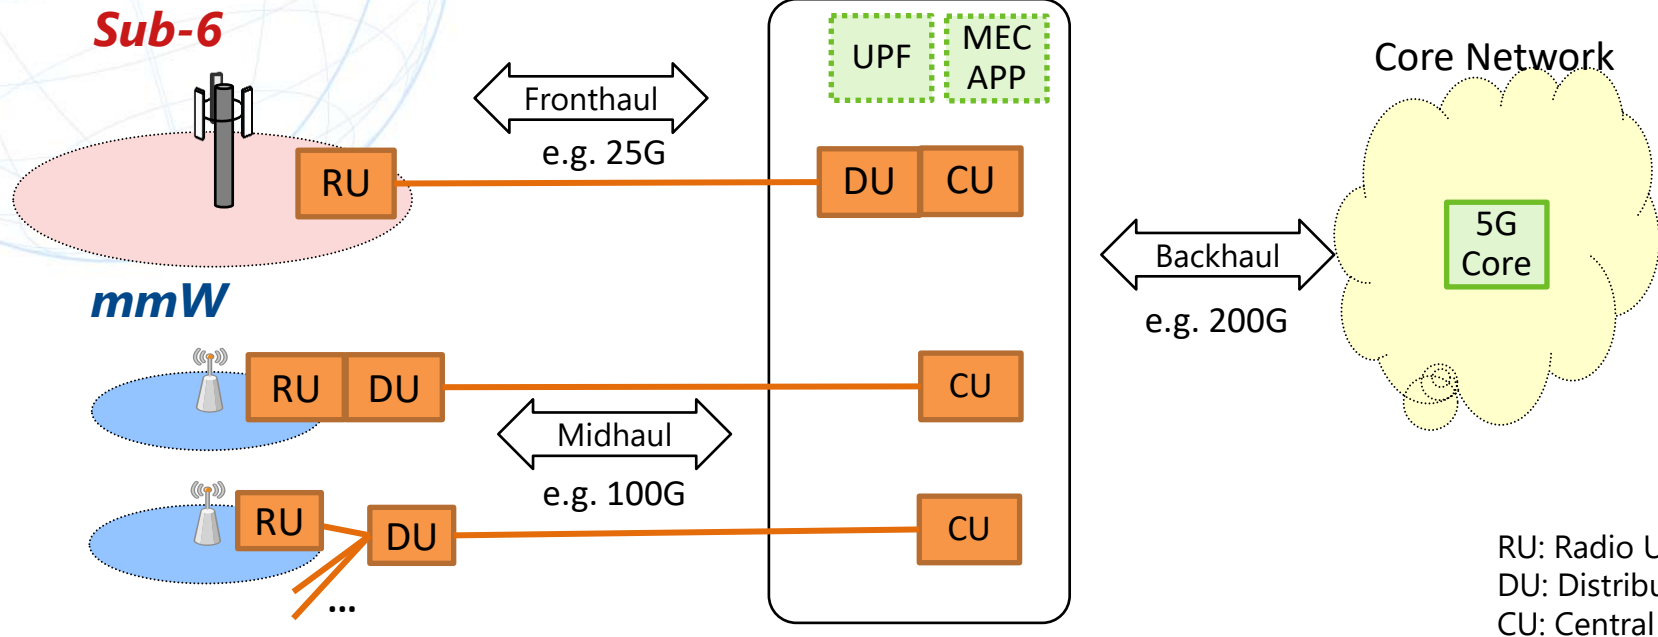 Sub-6
Fronthaul
e.g. 25G
UPF
MEC
APP
Core Network
RU
DU
CU
5G
Core
Backhaul
e.g. 200G
mmW
RU
DU
CU
Midhaul
e.g. 100G
RU
DU
CU
...
RU: Radio
DU:
CU: Central